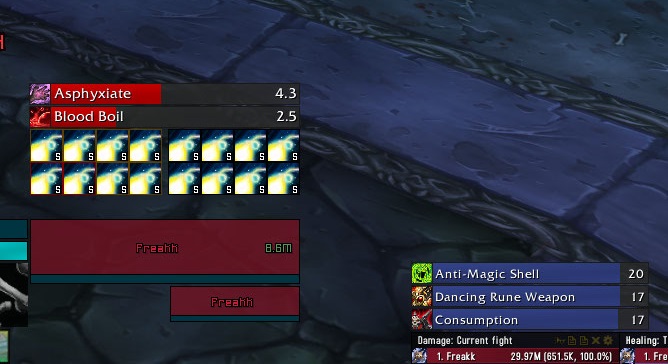 Asphyxiate 4.3
Blood Boil 2.5
S S S S S S S S
S S S S S S S S
Freakk 8.6M
Freakk
Anti-Magic Shell 20
Dancing Rune Weapon 17
Consumption 17
Damage: Current fight Healing: T
1. Freakk 29.97M (651.5K, 100.0%) 1. Fre